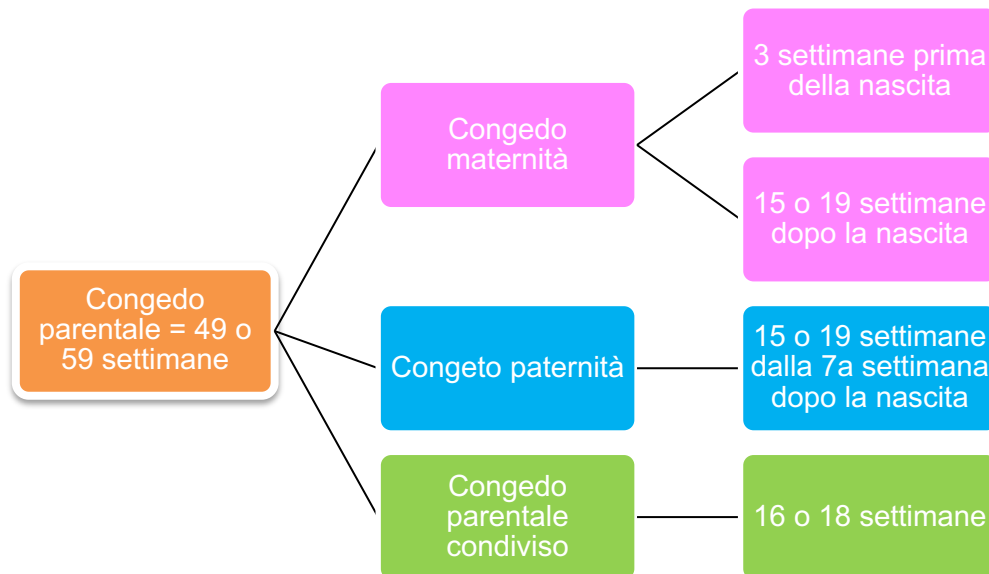 Congedo
parentale = 49 o
59 settimane
Congedo
maternità
3 settimane prima
della nascita
15 o 19 settimane
dopo la nascita
Congeto paternità
15 o 19 settimane
dalla 7a settimana
dopo la nascita
Congedo
parentale
condiviso
16 o 18 settimane